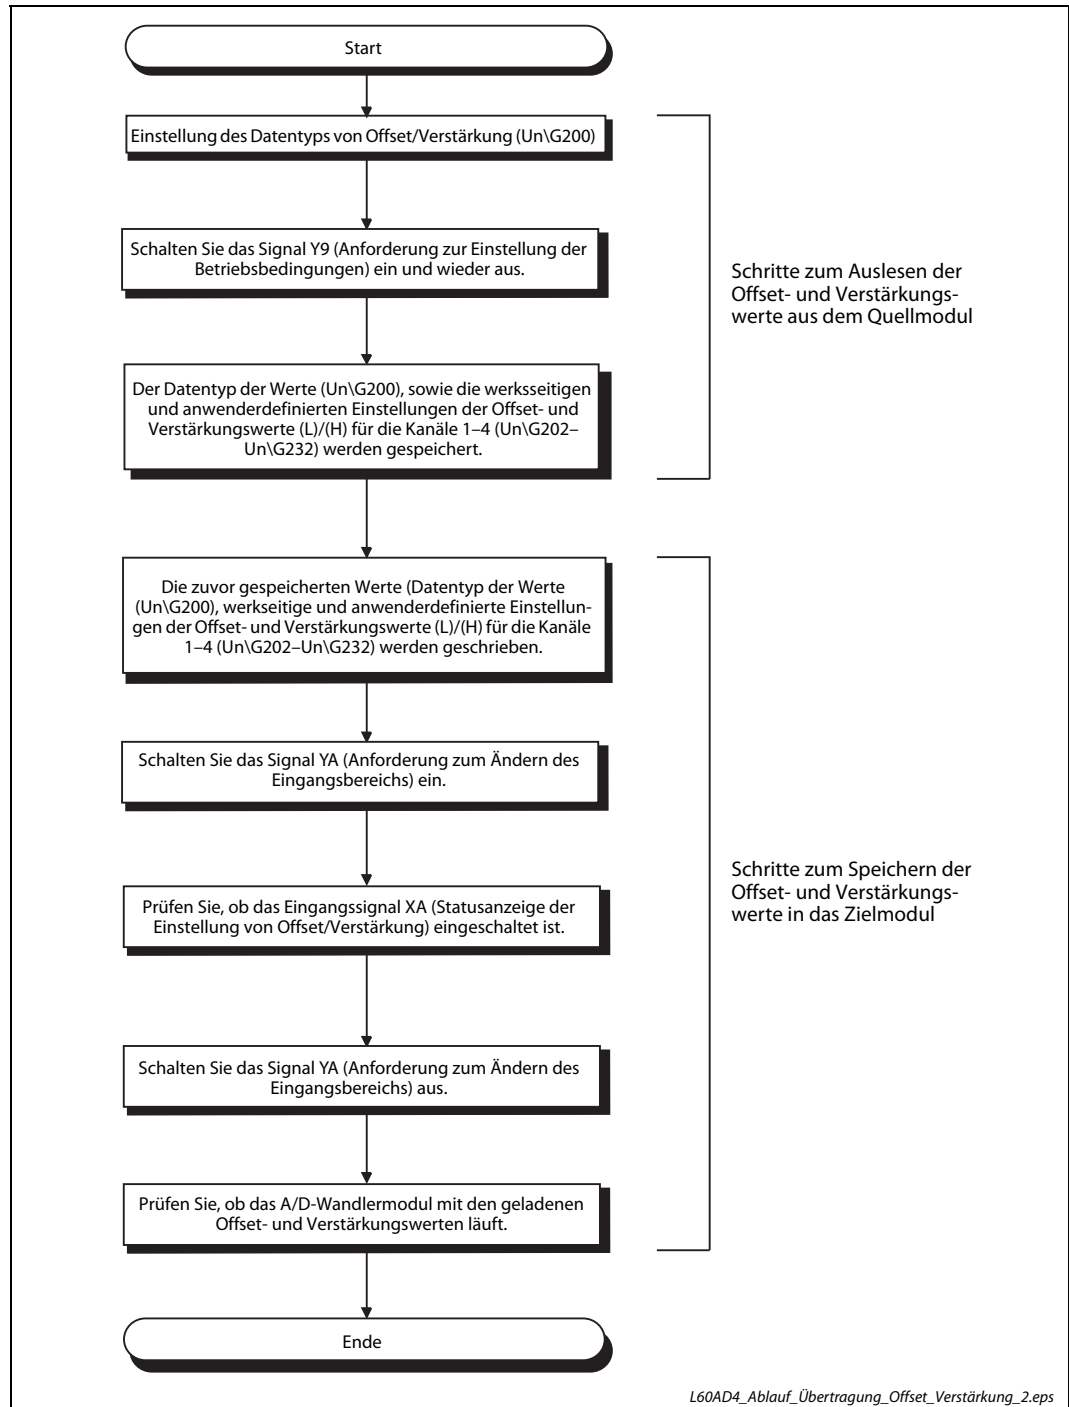 Start
Einstellung des Datentyps von Offset/Verstärkung (Un\G200)
Schalten Sie das Signal Y9 (Anforderung zur Einstellung der
Betriebsbedingungen) ein und wieder aus.
Schritte zum Auslesen der
Offset- und Verstärkungs-
werte aus dem Quellmodul
Der Datentyp der Werte (Un\G200), sowie die werksseitigen
und anwenderdefinierten Einstellungen der Offset- und
Verstärkungswerte (L)/(H) für die Kanäle 1–4 (Un\G202–
Un\G232) werden gespeichert.
Die zuvor gespeicherten Werte (Datentyp der Werte
(Un\G200), werkseitige und anwenderdefinierte Einstellun-
gen der Offset- und Verstärkungswerte (L)/(H) für die Kanäle
1–4 (Un\G202–Un\G232) werden geschrieben.
Schalten Sie das Signal YA (Anforderung zum Ändern des
Eingangsbereichs) ein.
Schritte zum Speichern der
Offset- und Verstärkungs-
werte in das Zielmodul
Prüfen Sie, ob das Eingangssignal XA (Statusanzeige der
Einstellung von Offset/Verstärkung) eingeschaltet ist.
Schalten Sie das Signal YA (Anforderung zum Ändern des
Eingangsbereichs) aus.
Prüfen Sie, ob das A/D-Wandlermodul mit den geladenen
Offset- und Verstärkungswerten läuft.
Ende
L60AD4_Ablauf_Übertragung_Offset_Verstärkung_2.eps